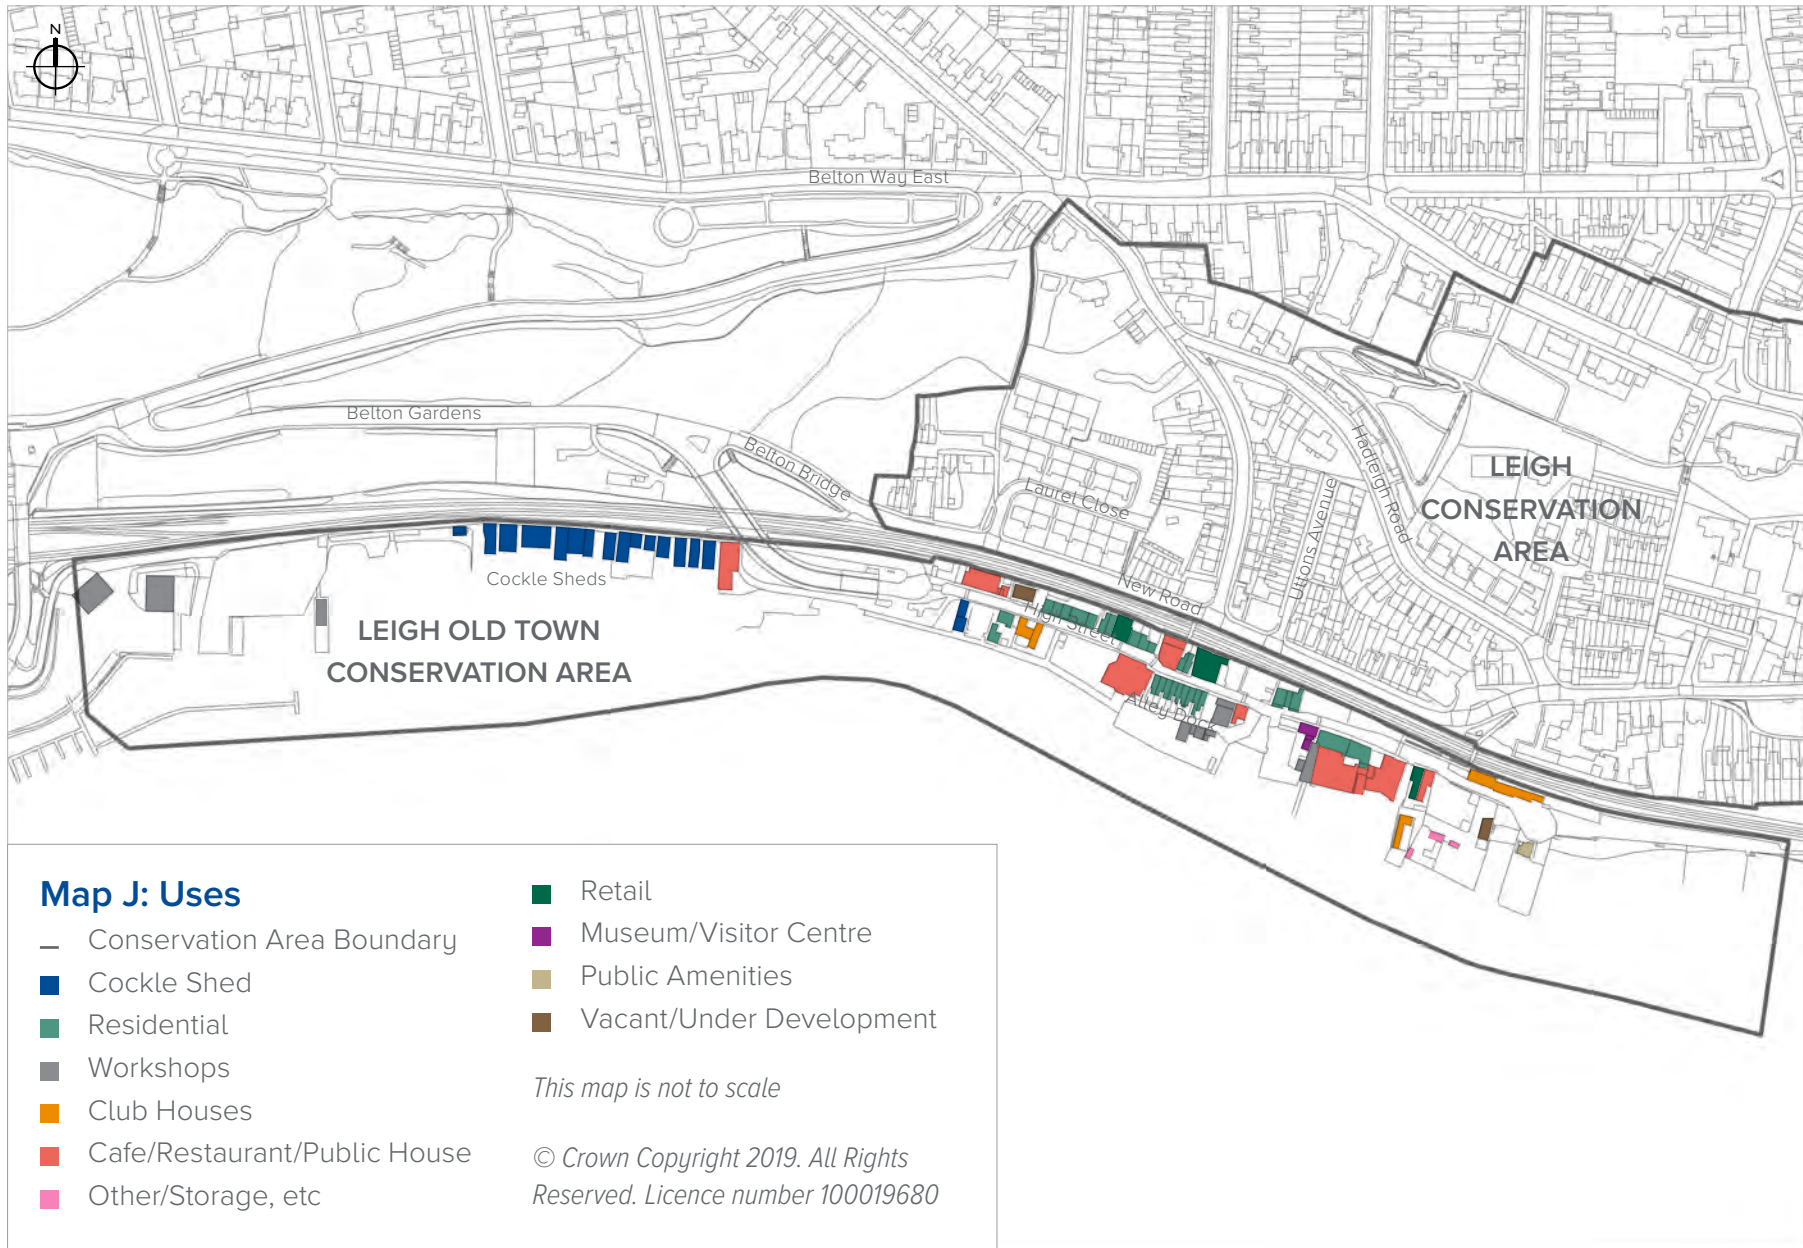 N
Belton Way East
Belton Gardens
Belton Bridge
Laurel Close
Uttons Avenue
Hadleigh Road
LEIGH
CONSERVATION
AREA
New Road
High Street
Alley Dock
Cockle Sheds
LEIGH OLD TOWN
CONSERVATION AREA
Map J: Uses
Conservation Area Boundary
Cockle Shed
Residential
Workshops
Club Houses
Cafe/Restaurant/Public House
Other/Storage, etc
Retail
Museum/Visitor Centre
Public Amenities
Vacant/Under Development
This map is not to scale
© Crown Copyright 2019. All Rights
Reserved. Licence number 100019680